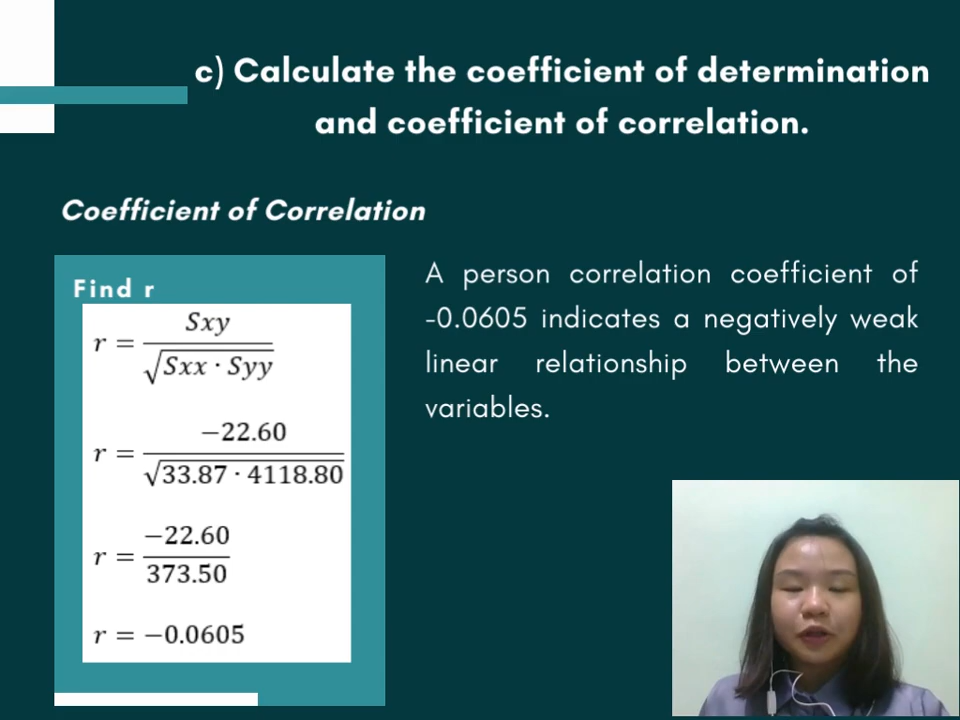 c) Calculate the coefficient of determination
and coefficient of correlation.
Coefficient of Correlation
Find r
r = Sxy / √(Sxx · Syy)
r = −22.60 / √(33.87 · 4118.80)
r = −22.60 / 373.50
r = −0.0605
A person correlation coefficient of
-0.0605 indicates a negatively weak
linear relationship between the
variables.